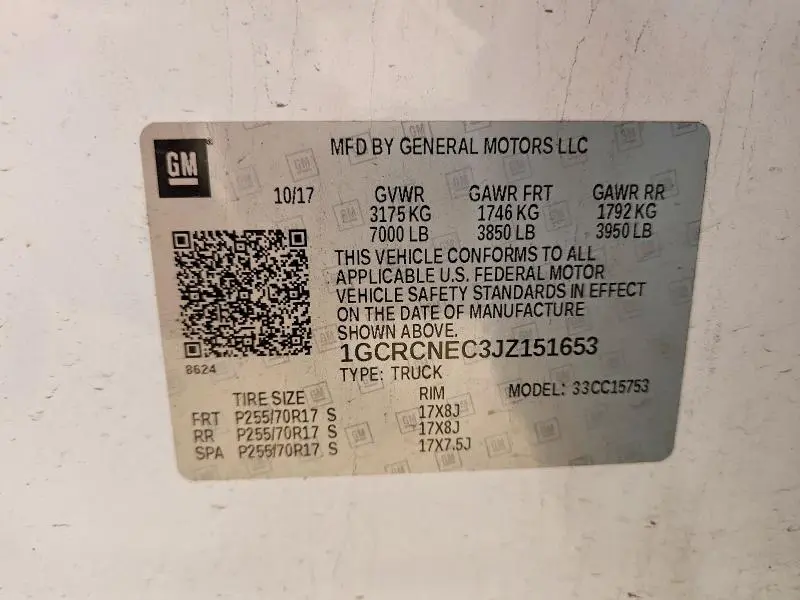 GM
MFD BY GENERAL MOTORS LLC
10/17 GVWR GAWR FRT GAWR RR
3175 KG 1746 KG 1792 KG
7000 LB 3850 LB 3950 LB
THIS VEHICLE CONFORMS TO ALL
APPLICABLE U.S. FEDERAL MOTOR
VEHICLE SAFETY STANDARDS IN EFFECT
ON THE DATE OF MANUFACTURE
SHOWN ABOVE.
1GCRCNEC3JZ151653
8624
TYPE: TRUCK MODEL: 33CC15753
TIRE SIZE RIM
FRT P255/70R17 S 17X8J
RR P255/70R17 S 17X8J
SPA P255/70R17 S 17X7.5J